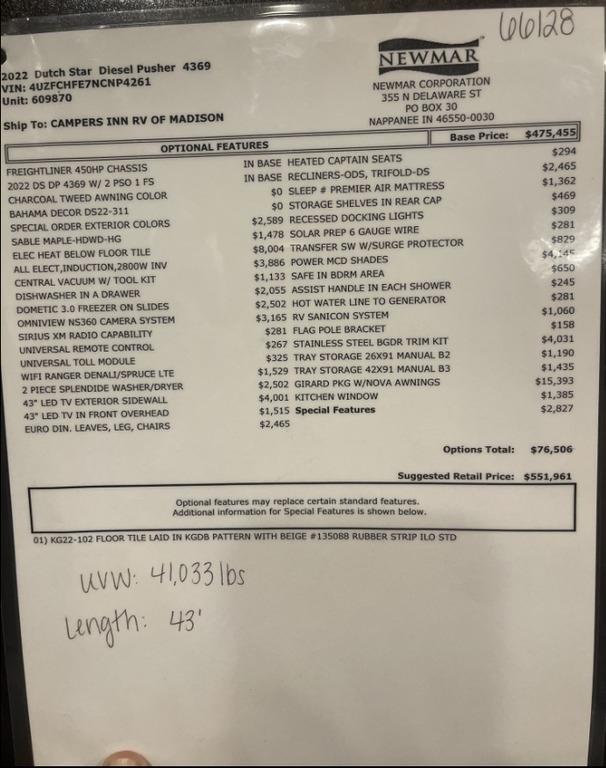 66128
NEWMAR
2022 Dutch Star Diesel Pusher 4369
VIN: 4UZFCHFE7NCNP4261
Unit: 609870
NEWMAR CORPORATION
355 N DELAWARE ST
PO BOX 30
NAPPANEE IN 46550-0030
Ship To: CAMPERS INN RV OF MADISON
OPTIONAL FEATURES Base Price: $475,455
FREIGHTLINER 450HP CHASSIS IN BASE HEATED CAPTAIN SEATS $294
2022 DS DP 4369 W/ 2 PSO 1 FS IN BASE RECLINERS-ODS, TRIFOLD-DS $2,465
CHARCOAL TWEED AWNING COLOR $0 SLEEP # PREMIER AIR MATTRESS $1,362
BAHAMA DECOR DS22-311 $0 STORAGE SHELVES IN REAR CAP $469
SPECIAL ORDER EXTERIOR COLORS $2,589 RECESSED DOCKING LIGHTS $309
SABLE MAPLE-HDWD-HG $1,478 SOLAR PREP 6 GAUGE WIRE $281
ELEC HEAT BELOW FLOOR TILE $8,004 TRANSFER SW W/SURGE PROTECTOR $829
ALL ELECT,INDUCTION,2800W INV $3,886 POWER MCD SHADES $4,145
CENTRAL VACUUM W/ TOOL KIT $1,133 SAFE IN BDRM AREA $650
DISHWASHER IN A DRAWER $2,055 ASSIST HANDLE IN EACH SHOWER $245
DOMETIC 3.0 FREEZER ON SLIDES $2,502 HOT WATER LINE TO GENERATOR $281
OMNIVIEW NS360 CAMERA SYSTEM $3,165 RV SANICON SYSTEM $1,060
SIRIUS XM RADIO CAPABILITY $281 FLAG POLE BRACKET $158
UNIVERSAL REMOTE CONTROL $267 STAINLESS STEEL BGDR TRIM KIT $4,031
UNIVERSAL TOLL MODULE $325 TRAY STORAGE 26X91 MANUAL B2 $1,190
WIFI RANGER DENALI/SPRUCE LTE $1,529 TRAY STORAGE 42X91 MANUAL B3 $1,435
2 PIECE SPLENDIDE WASHER/DRYER $2,502 GIRARD PKG W/NOVA AWNINGS $15,393
43" LED TV EXTERIOR SIDEWALL $4,001 KITCHEN WINDOW $1,385
43" LED TV IN FRONT OVERHEAD $1,515 Special Features $2,827
EURO DIN. LEAVES, LEG, CHAIRS $2,465
Options Total: $76,506
Suggested Retail Price: $551,961
Optional features may replace certain standard features.
Additional information for Special Features is shown below.
01) KG22-102 FLOOR TILE LAID IN KGDB PATTERN WITH BEIGE #135088 RUBBER STRIP ILO STD
UVW: 41,033 lbs
Length: 43'